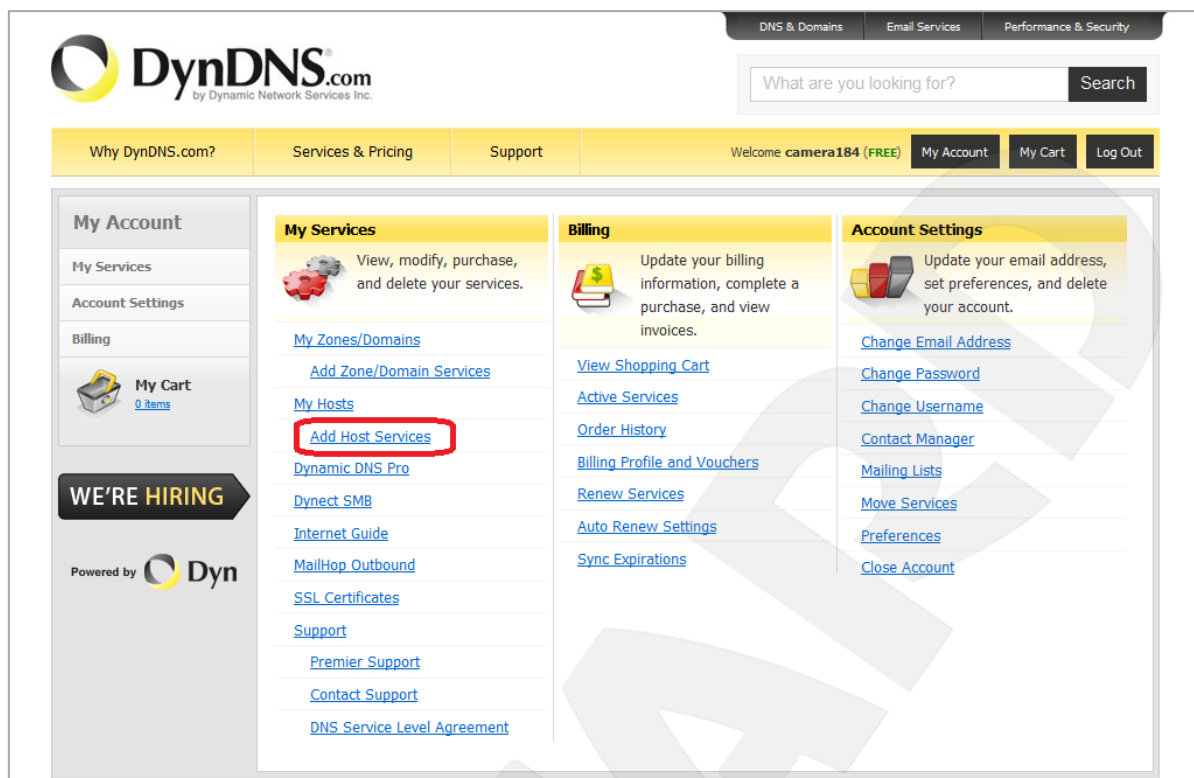 DNS & Domains
Email Services
Performance & Security
DynDNS.com
by Dynamic Network Services Inc.
What are you looking for?
Search
Why DynDNS.com?
Services & Pricing
Support
Welcome camera184 (FREE)
My Account
My Cart
Log Out
My Account
My Services
Account Settings
Billing
My Cart
0 items
WE'RE HIRING
Powered by Dyn
My Services
View, modify, purchase,
and delete your services.
My Zones/Domains
Add Zone/Domain Services
My Hosts
Add Host Services
Dynamic DNS Pro
Dynect SMB
Internet Guide
MailHop Outbound
SSL Certificates
Support
Premier Support
Contact Support
DNS Service Level Agreement
Billing
Update your billing
information, complete a
purchase, and view
invoices.
View Shopping Cart
Active Services
Order History
Billing Profile and Vouchers
Renew Services
Auto Renew Settings
Sync Expirations
Account Settings
Update your email address,
set preferences, and delete
your account.
Change Email Address
Change Password
Change Username
Contact Manager
Mailing Lists
Move Services
Preferences
Close Account